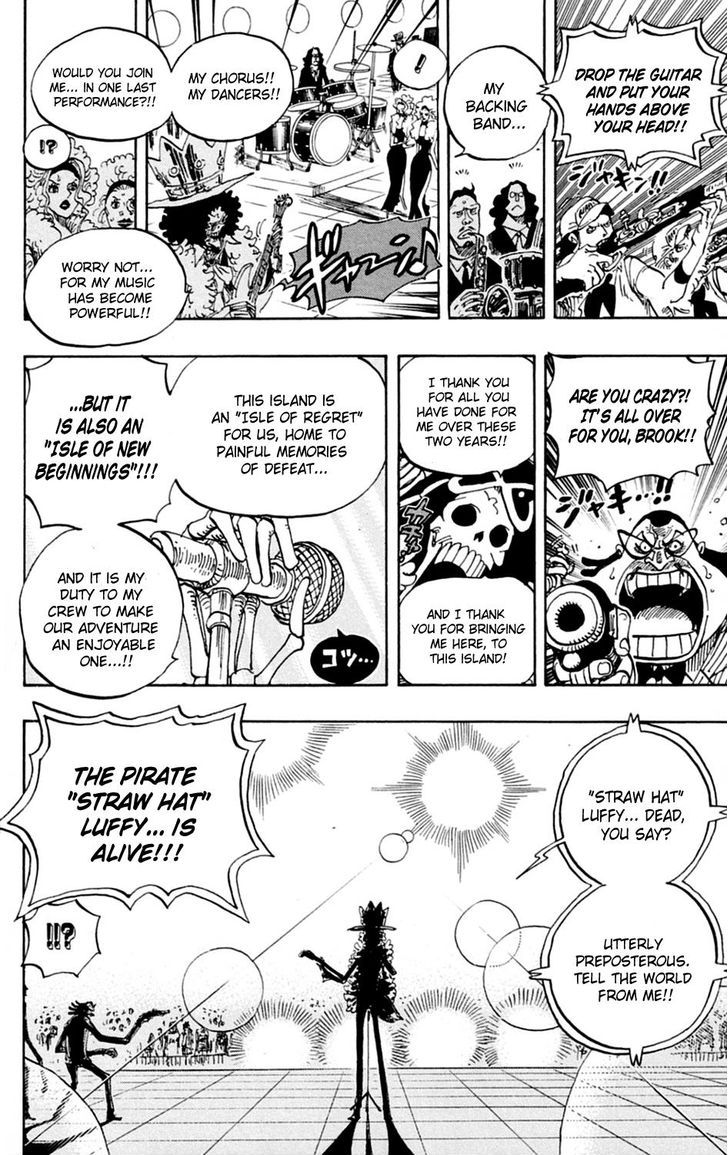 DROP THE GUITAR
AND PUT YOUR
HANDS ABOVE
YOUR HEAD!!
ジャキン!!
MY
BACKING
BAND...
!
MY CHORUS!!
MY DANCERS!!
ギャーン♪
WOULD YOU JOIN
ME... IN ONE LAST
PERFORMANCE?!!
!?
WORRY NOT...
FOR MY MUSIC
HAS BECOME
POWERFUL!!
ARE YOU CRAZY?!
IT'S ALL OVER
FOR YOU, BROOK!!
ジャキ…!!
I THANK YOU
FOR ALL YOU
HAVE DONE FOR
ME OVER THESE
TWO YEARS!!
AND I THANK
YOU FOR BRINGING
ME HERE, TO
THIS ISLAND!
THIS ISLAND IS
AN "ISLE OF REGRET"
FOR US, HOME TO
PAINFUL MEMORIES
OF DEFEAT...
コッ…
...BUT IT
IS ALSO AN
"ISLE OF NEW
BEGINNINGS"!!!
AND IT IS MY
DUTY TO MY
CREW TO MAKE
OUR ADVENTURE
AN ENJOYABLE
ONE...!!
"STRAW HAT"
LUFFY... DEAD,
YOU SAY?
UTTERLY
PREPOSTEROUS.
TELL THE WORLD
FROM ME!!
THE PIRATE
"STRAW HAT"
LUFFY... IS
ALIVE!!!
!!?